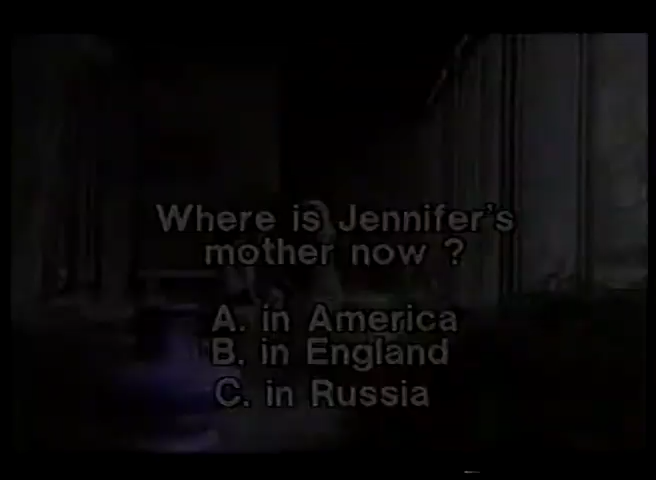 Where is Jennifer's
mother now ?
A. in America
B. in England
C. in Russia